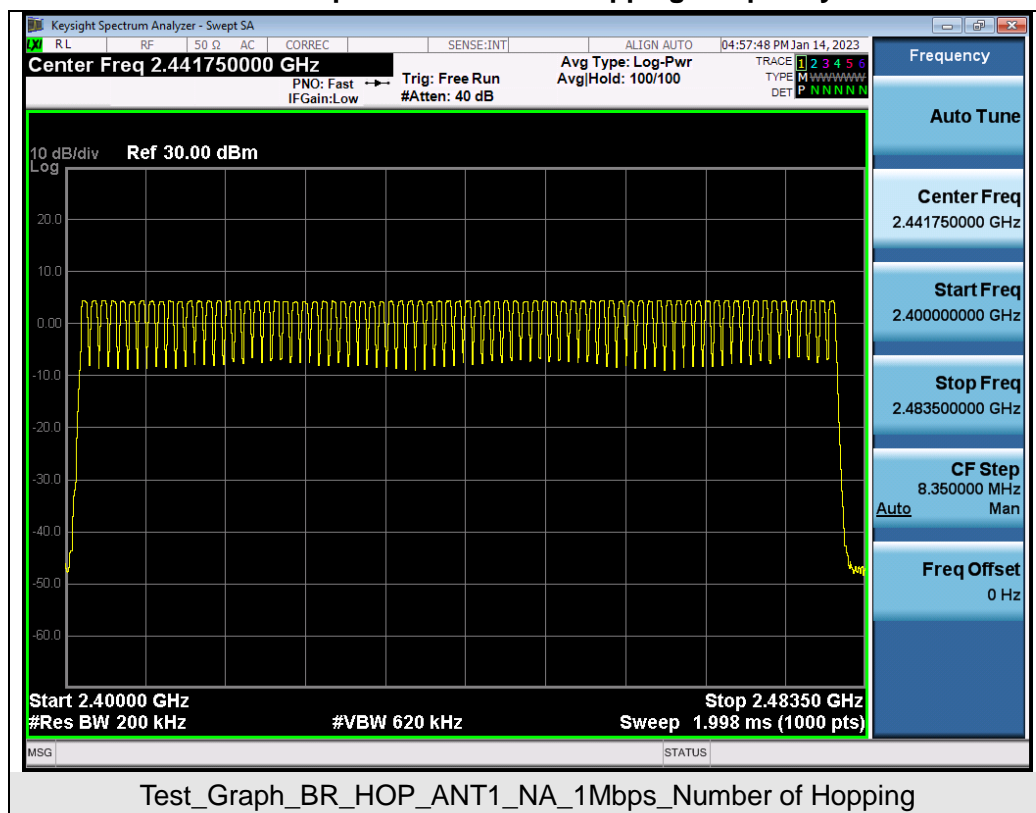 Keysight Spectrum Analyzer - Swept SA
LXI RL RF 50 Ω AC CORREC SENSE:INT ALIGN AUTO 04:57:48 PM Jan 14, 2023
Center Freq 2.441750000 GHz
PNO: Fast
IFGain:Low
Trig: Free Run
#Atten: 40 dB
Avg Type: Log-Pwr
Avg|Hold: 100/100
TRACE 1 2 3 4 5 6
TYPE M WWWWW
DET P N N N N N
10 dB/div Ref 30.00 dBm
Log
20.0
10.0
0.00
-10.0
-20.0
-30.0
-40.0
-50.0
-60.0
Start 2.40000 GHz Stop 2.48350 GHz
#Res BW 200 kHz #VBW 620 kHz Sweep 1.998 ms (1000 pts)
MSG STATUS
Frequency
Auto Tune
Center Freq
2.441750000 GHz
Start Freq
2.400000000 GHz
Stop Freq
2.483500000 GHz
CF Step
8.350000 MHz
Auto Man
Freq Offset
0 Hz
Test_Graph_BR_HOP_ANT1_NA_1Mbps_Number of Hopping